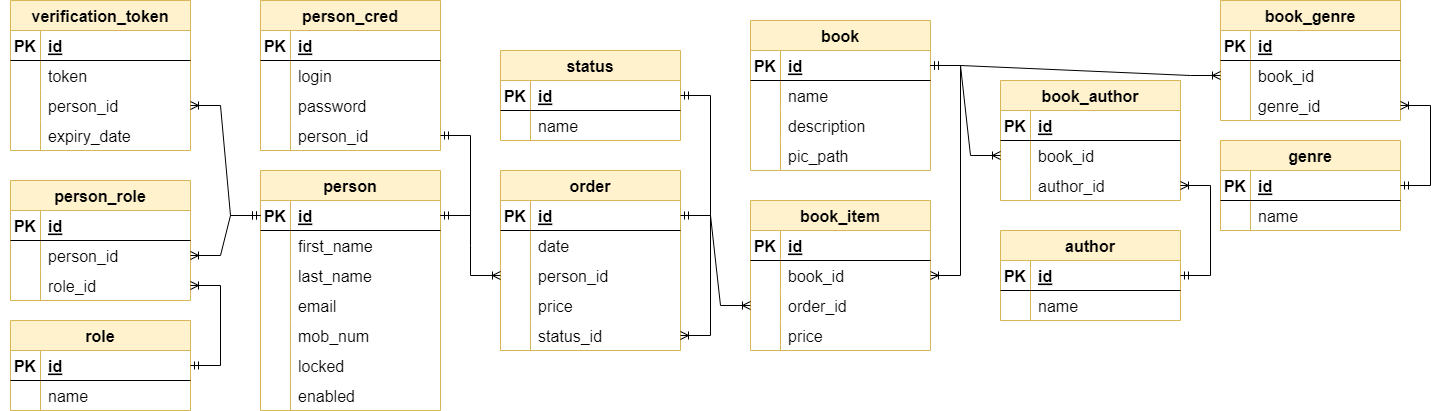 verification_token
PK id
token
person_id
expiry_date
person_role
PK id
person_id
role_id
role
PK id
name
person_cred
PK id
login
password
person_id
person
PK id
first_name
last_name
email
mob_num
locked
enabled
status
PK id
name
order
PK id
date
person_id
price
status_id
book
PK id
name
description
pic_path
book_item
PK id
book_id
order_id
price
book_author
PK id
book_id
author_id
author
PK id
name
book_genre
PK id
book_id
genre_id
genre
PK id
name